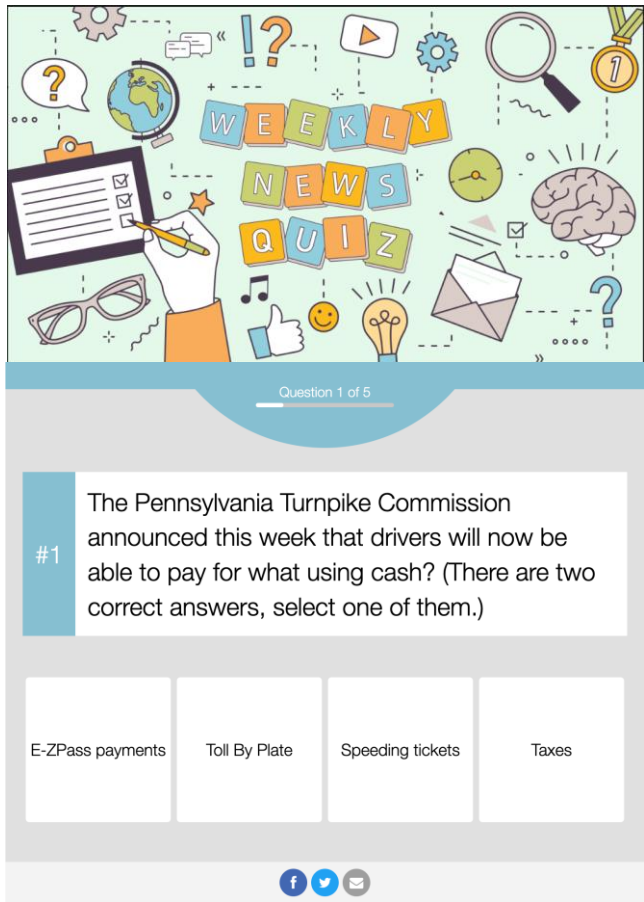 WEEKLY
NEWS
QUIZ
Question 1 of 5
#1
The Pennsylvania Turnpike Commission
announced this week that drivers will now be
able to pay for what using cash? (There are two
correct answers, select one of them.)
E-ZPass payments
Toll By Plate
Speeding tickets
Taxes